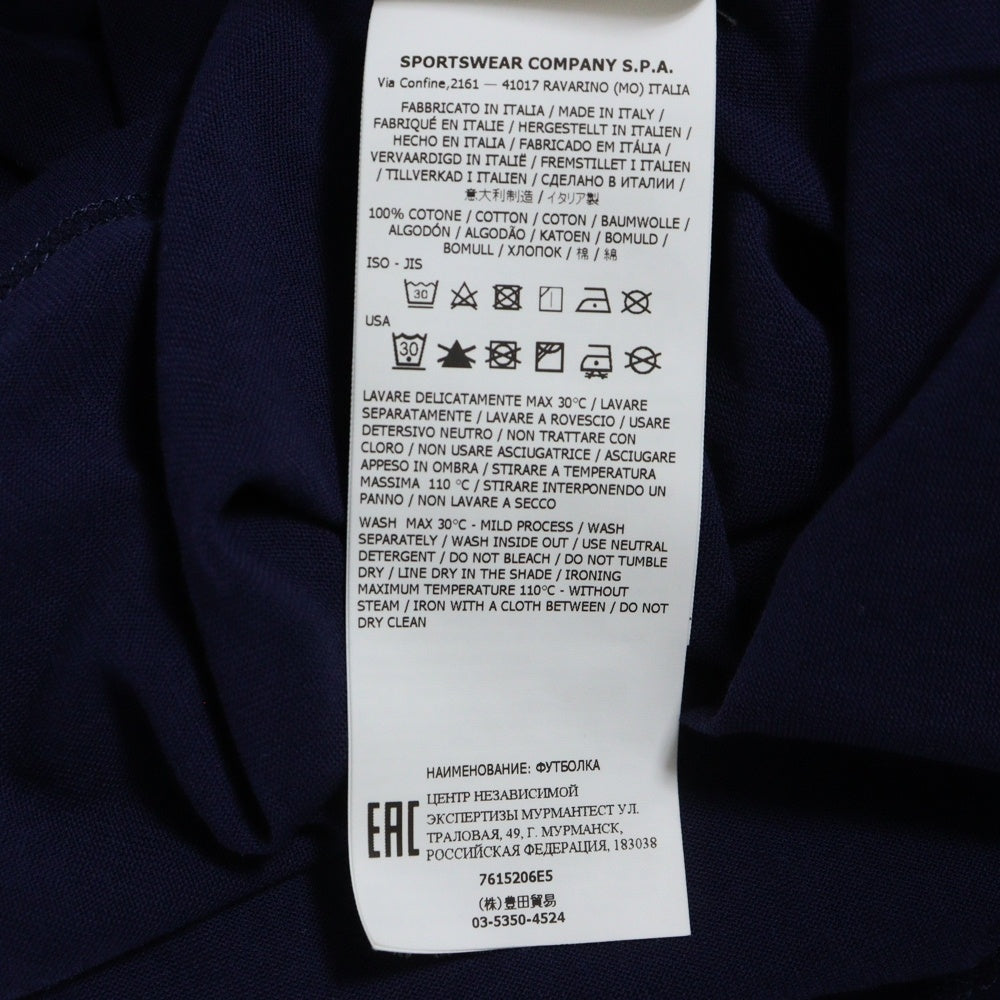 SPORTSWEAR COMPANY S.P.A.
Via Confine,2161 — 41017 RAVARINO (MO) ITALIA
FABBRICATO IN ITALIA / MADE IN ITALY /
FABRIQUÉ EN ITALIE / HERGESTELLT IN ITALIEN /
HECHO EN ITALIA / FABRICADO EM ITÁLIA /
VERVAARDIGD IN ITALIË / FREMSTILLET I ITALIEN
/ TILLVERKAD I ITALIEN / СДЕЛАНО В ИТАЛИИ /
意大利制造 / イタリア製
100% COTONE / COTTON / COTON / BAUMWOLLE /
ALGODÓN / ALGODÃO / KATOEN / BOMULD /
BOMULL / ХЛОПОК / 棉 / 綿
ISO - JIS
30
USA
30
LAVARE DELICATAMENTE MAX 30°C / LAVARE
SEPARATAMENTE / LAVARE A ROVESCIO / USARE
DETERSIVO NEUTRO / NON TRATTARE CON
CLORO / NON USARE ASCIUGATRICE / ASCIUGARE
APPESO IN OMBRA / STIRARE A TEMPERATURA
MASSIMA 110 °C / STIRARE INTERPONENDO UN
PANNO / NON LAVARE A SECCO
WASH MAX 30°C - MILD PROCESS / WASH
SEPARATELY / WASH INSIDE OUT / USE NEUTRAL
DETERGENT / DO NOT BLEACH / DO NOT TUMBLE
DRY / LINE DRY IN THE SHADE / IRONING
MAXIMUM TEMPERATURE 110°C - WITHOUT
STEAM / IRON WITH A CLOTH BETWEEN / DO NOT
DRY CLEAN
НАИМЕНОВАНИЕ: ФУТБОЛКА
EAC
ЦЕНТР НЕЗАВИСИМОЙ
ЭКСПЕРТИЗЫ МУРМАНТЕСТ УЛ.
ТРАЛОВАЯ, 49, Г. МУРМАНСК,
РОССИЙСКАЯ ФЕДЕРАЦИЯ, 183038
7615206E5
(株)豊田貿易
03-5350-4524